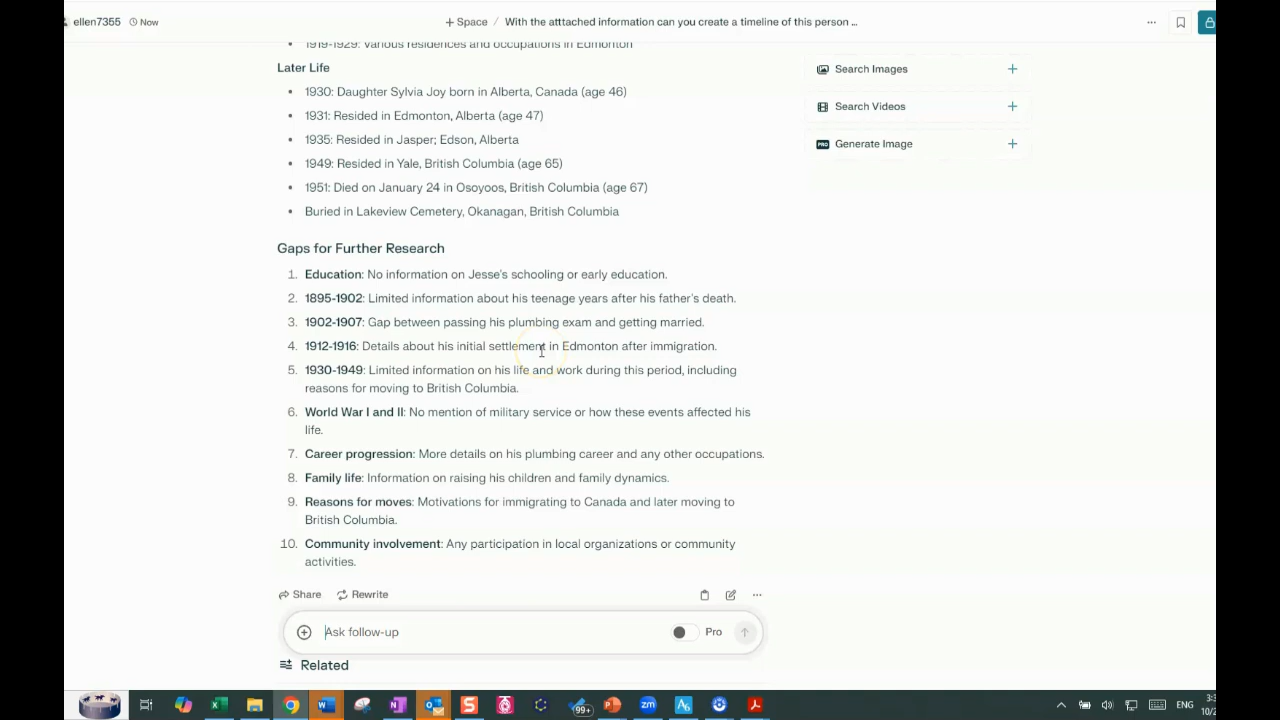 ellen7355 Now + Space / With the atttached information can you create a timeline of this person ...
1919-1929: Various residences and occupations in Edmonton
Later Life
• 1930: Daughter Sylvia Joy born in Alberta, Canada (age 46)
• 1931: Resided in Edmonton, Alberta (age 47)
• 1935: Resided in Jasper; Edson, Alberta
• 1949: Resided in Yale, British Columbia (age 65)
• 1951: Died on January 24 in Osoyoos, British Columbia (age 67)
• Buried in Lakeview Cemetery, Okanagan, British Columbia
Gaps for Further Research
1. Education: No information on Jesse's schooling or early education.
2. 1895-1902: Limited information about his teenage years after his father's death.
3. 1902-1907: Gap between passing his plumbing exam and getting married.
4. 1912-1916: Details about his initial settlement in Edmonton after immigration.
5. 1930-1949: Limited information on his life and work during this period, including
reasons for moving to British Columbia.
6. World War I and II: No mention of military service or how these events affected his
life.
7. Career progression: More details on his plumbing career and any other occupations.
8. Family life: Information on raising his children and family dynamics.
9. Reasons for moves: Motivations for immigrating to Canada and later moving to
British Columbia.
10. Community involvement: Any participation in local organizations or community
activities.
Share Rewrite
Ask follow-up Pro
Related
Search Images
Search Videos
PRO Generate Image
99+ zm ENG